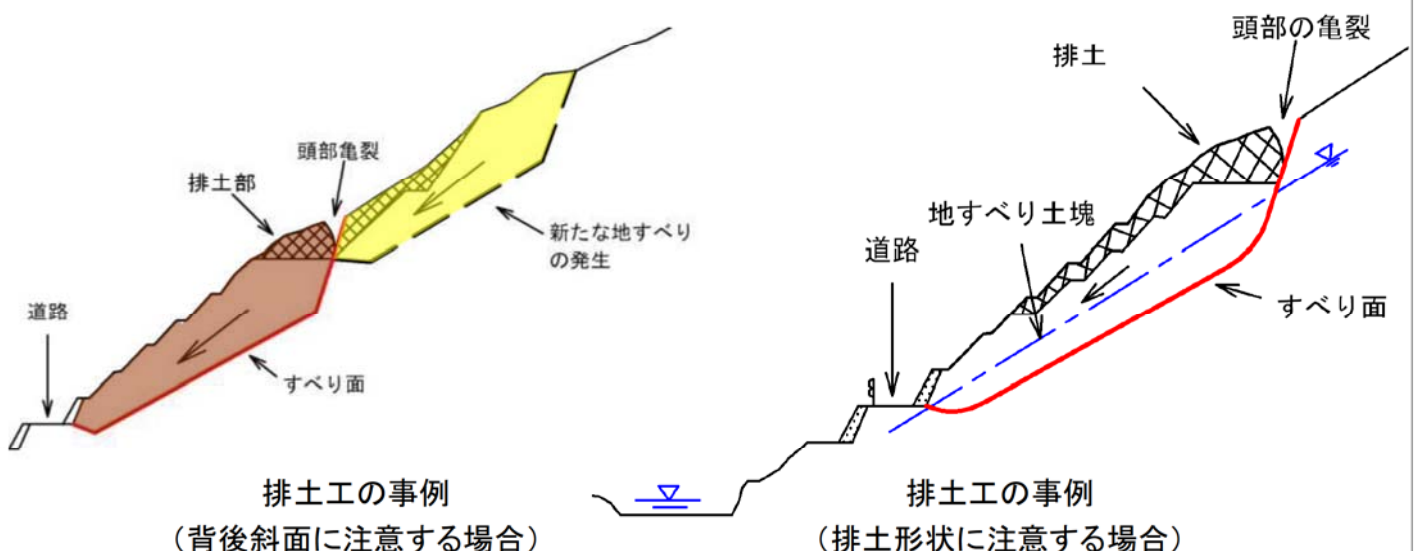 頭部亀裂
排土部
新たな地すべり
の発生
道路
すべり面
排土工の事例
(背後斜面に注意する場合)
頭部の亀裂
排土
地すべり土塊
道路
すべり面
排土工の事例
(排土形状に注意する場合)